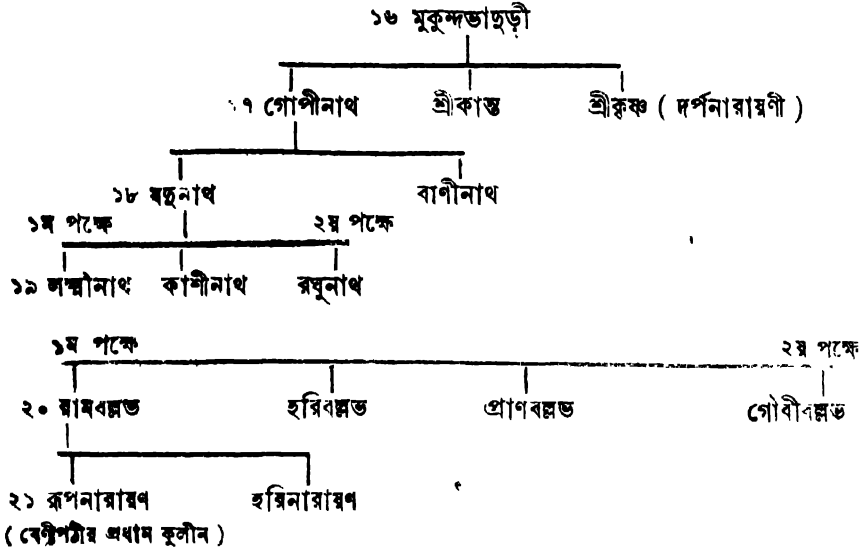 ১৬ মুকুন্দভাদুড়ী
১৭ গোপীনাথ শ্রীকান্ত শ্রীকৃষ্ণ ( দর্পনারায়ণী )
১৮ যদুনাথ বাণীনাথ
১ম পক্ষে ২য় পক্ষে
১৯ লক্ষ্মীনাথ কাশীনাথ রঘুনাথ
১ম পক্ষে ২য় পক্ষে
২০ রামবল্লভ হরিবল্লভ প্রাণবল্লভ গৌরীবল্লভ
২১ রূপনারায়ণ হরিনারায়ণ
( বেণীপঠীর প্রধান কুলীন )